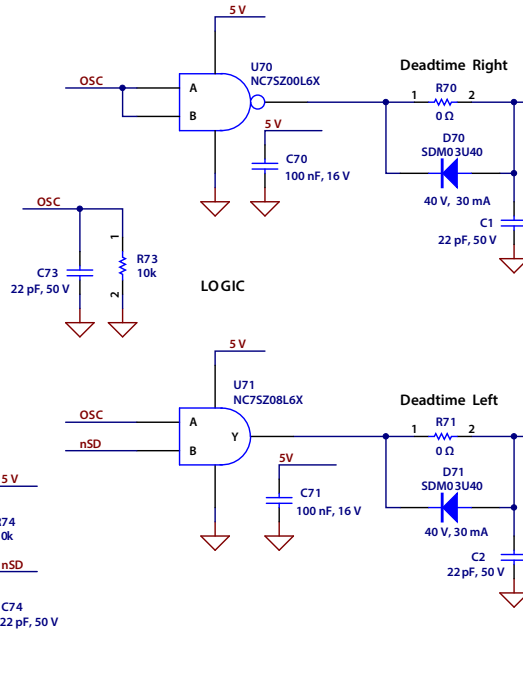 5 V
U70
NC7SZ00L6X
OSC
A
B
5 V
C70
100 nF, 16 V
Deadtime Right
R70
1
2
0 Ω
D70
SDM03U40
40 V, 30 mA
C1
22 pF, 50 V
OSC
1
R73
10k
2
C73
22 pF, 50 V
LOGIC
5 V
U71
NC7SZ08L6X
OSC
A
Y
nSD
B
5V
C71
100 nF, 16 V
Deadtime Left
R71
1
2
0 Ω
D71
SDM03U40
40 V, 30 mA
C2
22 pF, 50 V
5 V
74
0k
nSD
C74
22 pF, 50 V